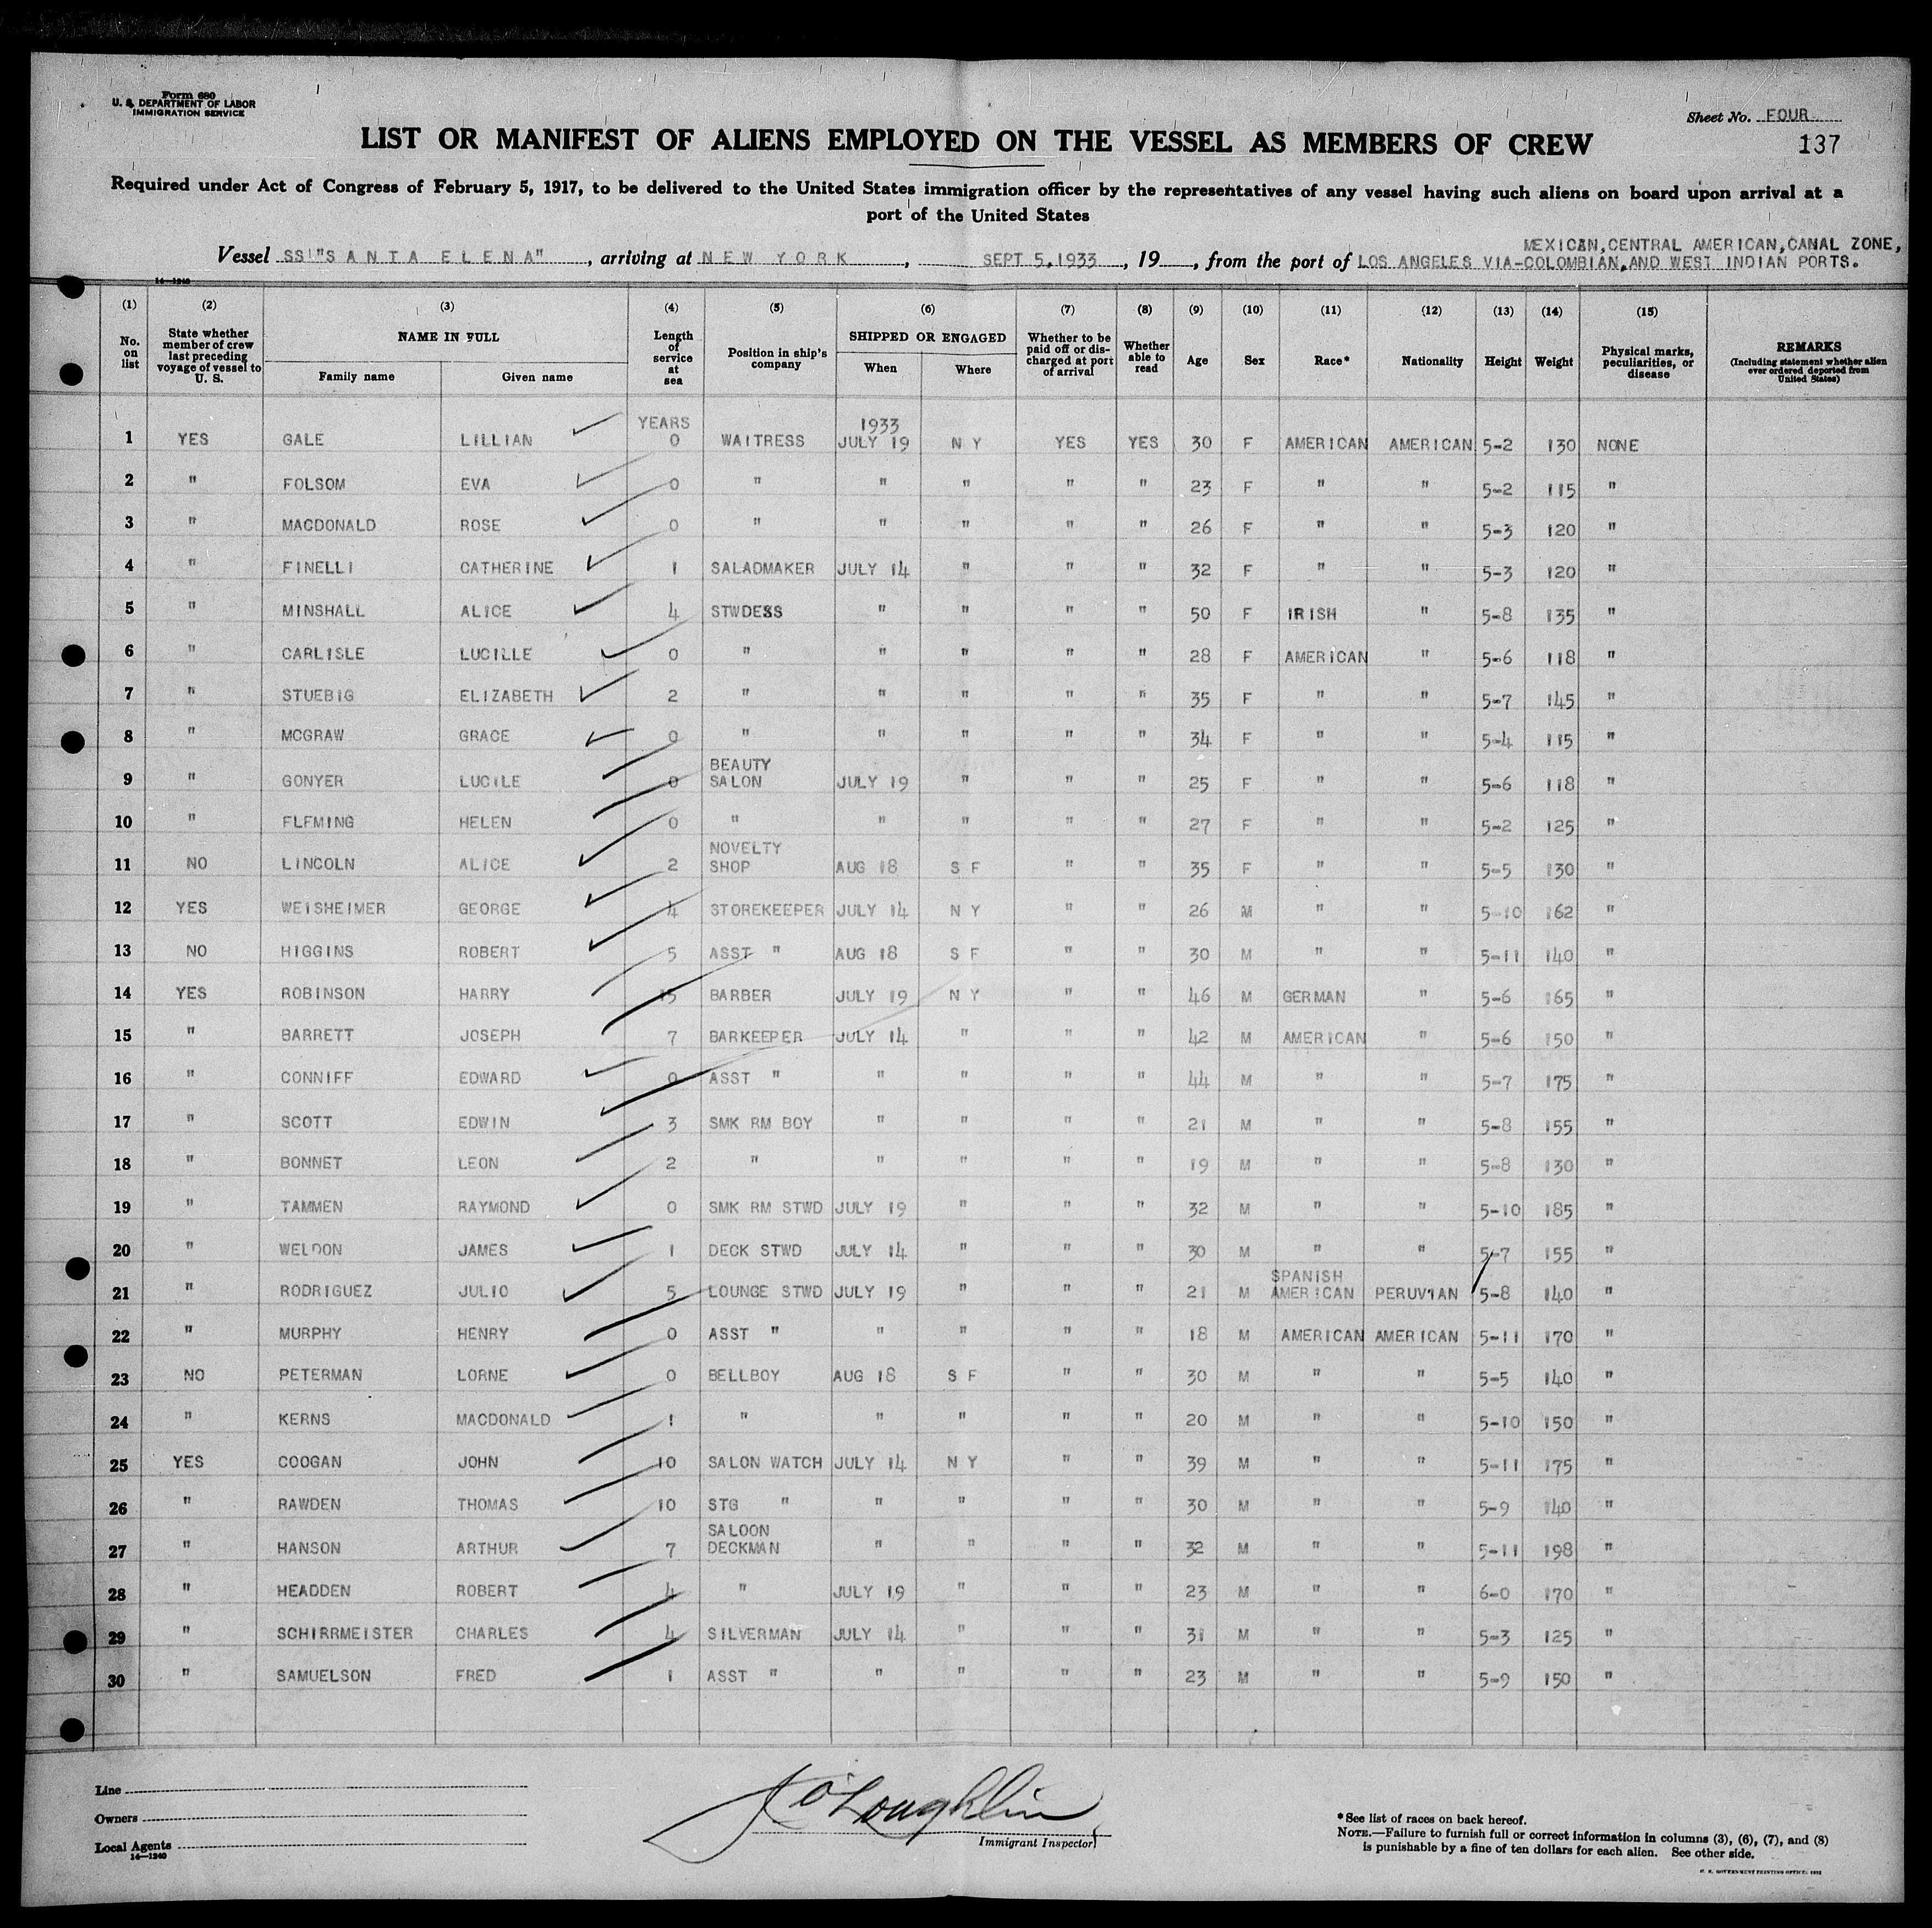 Form 680
U. S. DEPARTMENT OF LABOR
IMMIGRATION SERVICE
Sheet No. FOUR
137
LIST OR MANIFEST OF ALIENS EMPLOYED ON THE VESSEL AS MEMBERS OF CREW
Required under Act of Congress of February 5, 1917, to be delivered to the United States immigration officer by the representatives of any vessel having such aliens on board upon arrival at a
port of the United States
MEXICAN,CENTRAL AMERICAN,CANAL ZONE,
Vessel SS "SANTA ELENA", arriving at NEW YORK, SEPT 5,1933, 19, from the port of LOS ANGELES VIA-COLOMBIAN,AND WEST INDIAN PORTS.
14-1240
(1) (2) (3) (4) (5) (6) (7) (8) (9) (10) (11) (12) (13) (14) (15)
No. on list | State whether member of crew last preceding voyage of vessel to U. S. | NAME IN FULL Family name Given name | Length of service at sea | Position in ship's company | SHIPPED OR ENGAGED When Where | Whether to be paid off or discharged at port of arrival | Whether able to read | Age | Sex | Race* | Nationality | Height | Weight | Physical marks, peculiarities, or disease | REMARKS (Including statement whether alien ever ordered deported from United States)
YEARS 1933
1 YES GALE LILLIAN 0 WAITRESS JULY 19 N Y YES YES 30 F AMERICAN AMERICAN 5-2 130 NONE
2 " FOLSOM EVA 0 " " " " " 23 F " " 5-2 115 "
3 " MACDONALD ROSE 0 " " " " " 26 F " " 5-3 120 "
4 " FINELLI CATHERINE 1 SALADMAKER JULY 14 " " " 32 F " " 5-3 120 "
5 " MINSHALL ALICE 4 STWDESS " " " " 50 F IRISH " 5-8 135 "
6 " CARLISLE LUCILLE 0 " " " " " 28 F AMERICAN " 5-6 118 "
7 " STUEBIG ELIZABETH 2 " " " " " 35 F " " 5-7 145 "
8 " MCGRAW GRACE 0 " " " " " 34 F " " 5-4 115 "
9 " GONYER LUCILE 0 BEAUTY SALON JULY 19 " " " 25 F " " 5-6 118 "
10 " FLEMING HELEN 0 " " " " " 27 F " " 5-2 125 "
11 NO LINCOLN ALICE 2 NOVELTY SHOP AUG 18 S F " " 35 F " " 5-5 130 "
12 YES WEISHEIMER GEORGE 4 STOREKEEPER JULY 14 N Y " " 26 M " " 5-10 162 "
13 NO HIGGINS ROBERT 5 ASST " AUG 18 S F " " 30 M " " 5-11 140 "
14 YES ROBINSON HARRY 15 BARBER JULY 19 N Y " " 46 M GERMAN " 5-6 165 "
15 " BARRETT JOSEPH 7 BARKEEPER JULY 14 " " " 42 M AMERICAN " 5-6 150 "
16 " CONNIFF EDWARD 0 ASST " " " " " 44 M " " 5-7 175 "
17 " SCOTT EDWIN 3 SMK RM BOY " " " " 21 M " " 5-8 155 "
18 " BONNET LEON 2 " " " " " 19 M " " 5-8 130 "
19 " TAMMEN RAYMOND 0 SMK RM STWD JULY 19 " " " 32 M " " 5-10 185 "
20 " WELDON JAMES 1 DECK STWD JULY 14 " " " 30 M " " 5-7 155 "
21 " RODRIGUEZ JULIO 5 LOUNGE STWD JULY 19 " " " 21 M SPANISH AMERICAN PERUVIAN 5-8 140 "
22 " MURPHY HENRY 0 ASST " " " " " 18 M AMERICAN AMERICAN 5-11 170 "
23 NO PETERMAN LORNE 0 BELLBOY AUG 18 S F " " 30 M " " 5-5 140 "
24 " KERNS MACDONALD 1 " " " " " 20 M " " 5-10 150 "
25 YES COOGAN JOHN 10 SALON WATCH JULY 14 N Y " " 39 M " " 5-11 175 "
26 " RAWDEN THOMAS 10 STG " " " " " 30 M " " 5-9 140 "
27 " HANSON ARTHUR 7 SALOON DECKMAN " " " " 32 M " " 5-11 198 "
28 " HEADDEN ROBERT 4 " JULY 19 " " " 23 M " " 6-0 170 "
29 " SCHIRRMEISTER CHARLES 4 SILVERMAN JULY 14 " " " 31 M " " 5-3 125 "
30 " SAMUELSON FRED 1 ASST " " " " " 23 M " " 5-9 150 "
Line
Owners
Local Agents
14-1240
O'Loughlin
Immigrant Inspector
*See list of races on back hereof.
NOTE.—Failure to furnish full or correct information in columns (3), (6), (7), and (8)
is punishable by a fine of ten dollars for each alien. See other side.
U. S. GOVERNMENT PRINTING OFFICE: 1932